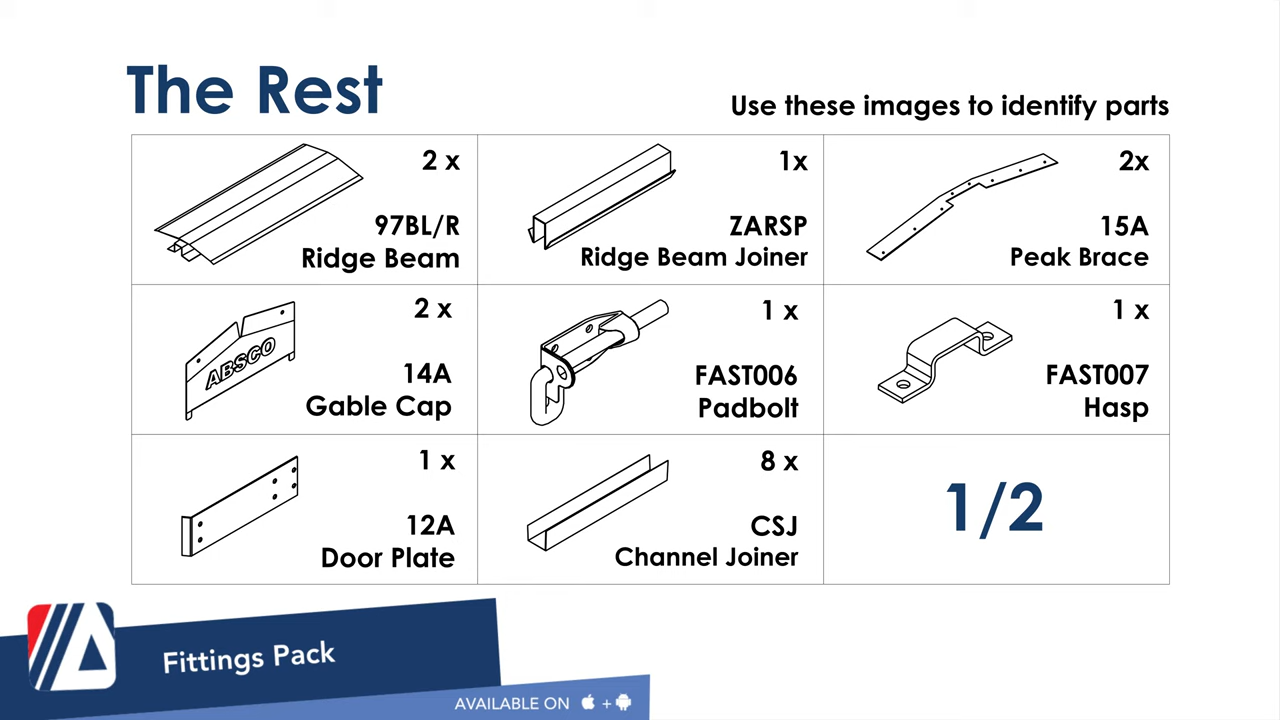 The Rest
Use these images to identify parts
2 x
97BL/R
Ridge Beam
1x
ZARSP
Ridge Beam Joiner
2x
15A
Peak Brace
ABSCO
2 x
14A
Gable Cap
1 x
FAST006
Padbolt
1 x
FAST007
Hasp
1 x
12A
Door Plate
8 x
CSJ
Channel Joiner
1/2
Fittings Pack
AVAILABLE ON +